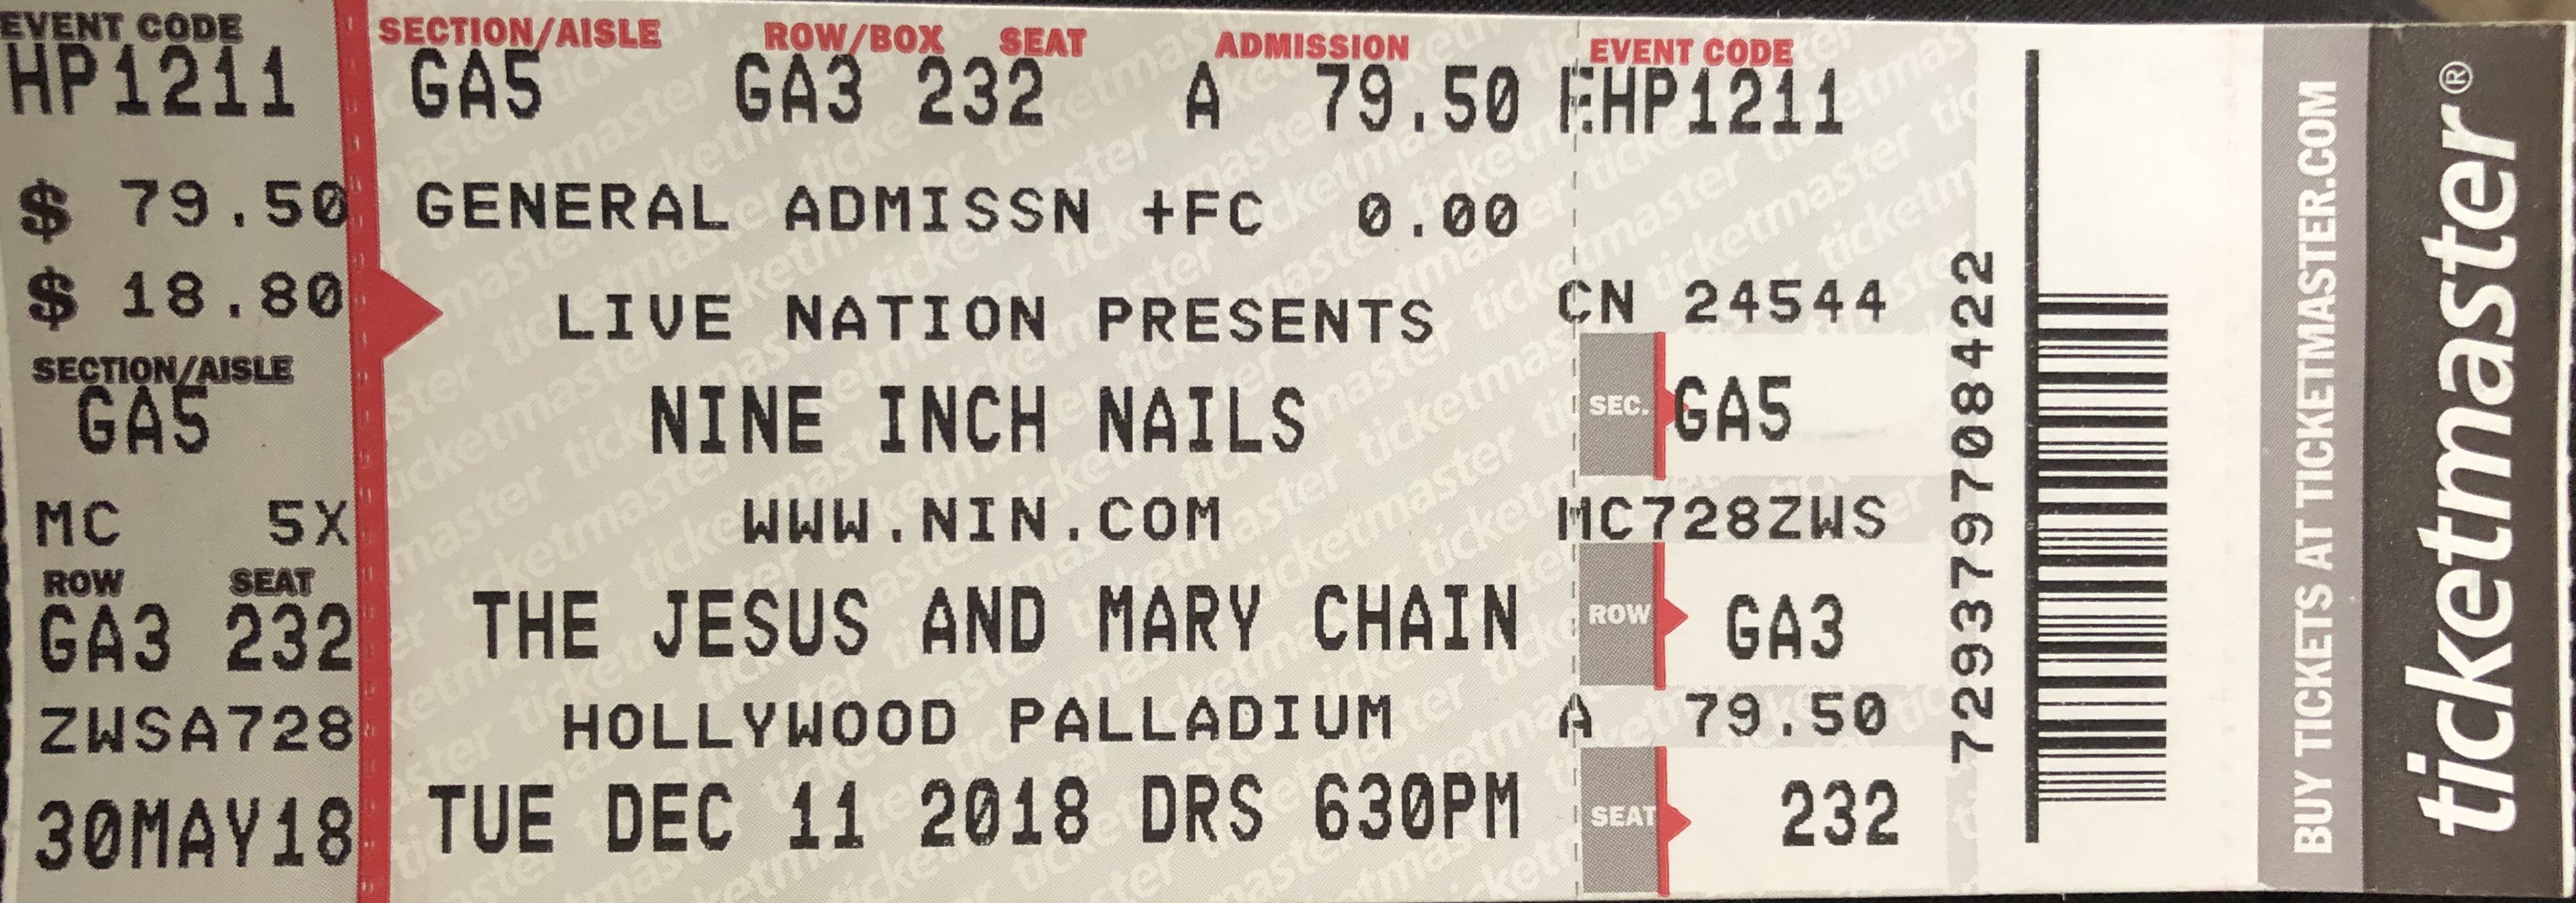 EVENT CODE
HP1211
$ 79.50
$ 18.80
SECTION/AISLE
GA5
MC 5X
ROW SEAT
GA3 232
ZWSA728
30MAY18
SECTION/AISLE ROW/BOX SEAT ADMISSION
GA5 GA3 232 A 79.50
GENERAL ADMISSN +FC 0.00
LIVE NATION PRESENTS
NINE INCH NAILS
WWW.NIN.COM
THE JESUS AND MARY CHAIN
HOLLYWOOD PALLADIUM
TUE DEC 11 2018 DRS 630PM
EVENT CODE
EHP1211
CN 24544
SEC. GA5
MC728ZWS
ROW GA3
A 79.50
SEAT 232
729379708422
BUY TICKETS AT TICKETMASTER.COM
ticketmaster®